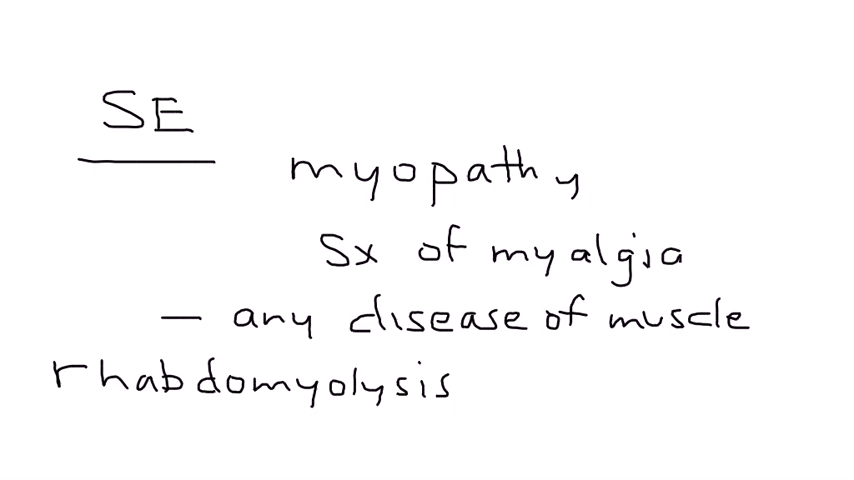 SE
myopathy
Sx of myalgia
— any disease of muscle
rhabdomyolysis